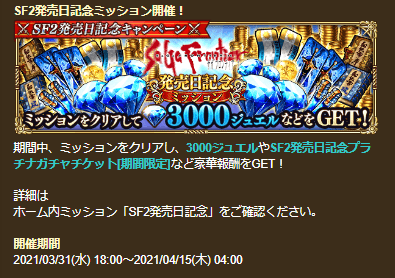 SF2発売日記念ミッション開催！
SF2発売日記念キャンペーン
SaGa Frontier
発売日記念
ミッション
ミッションをクリアして3000ジュエルなどをGET！
期間中、ミッションをクリアし、3000ジュエルやSF2発売日記念プラ
チナガチャチケット[期間限定]など豪華報酬をGET！
詳細は
ホーム内ミッション「SF2発売日記念」をご確認ください。
開催期間
2021/03/31(水) 18:00～2021/04/15(木) 04:00